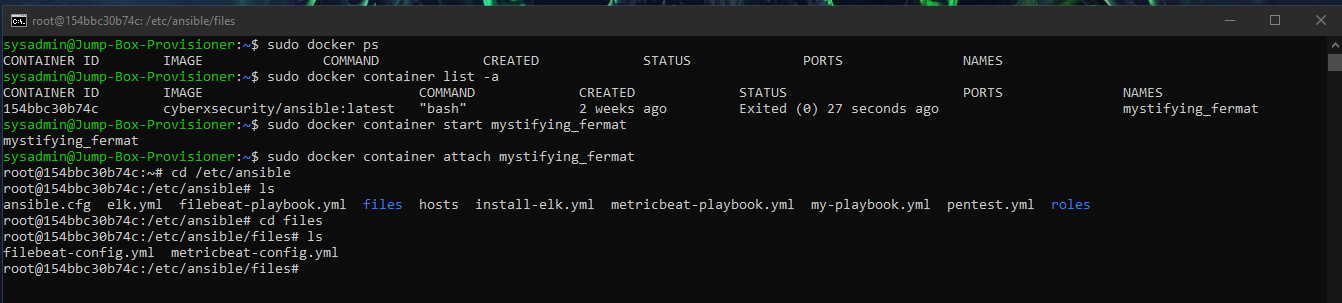 root@154bbc30b74c: /etc/ansible/files
sysadmin@Jump-Box-Provisioner:~$ sudo docker ps
CONTAINER ID        IMAGE               COMMAND             CREATED             STATUS              PORTS               NAMES
sysadmin@Jump-Box-Provisioner:~$ sudo docker container list -a
CONTAINER ID        IMAGE                           COMMAND             CREATED             STATUS                      PORTS               NAMES
154bbc30b74c        cyberxsecurity/ansible:latest   "bash"              2 weeks ago         Exited (0) 27 seconds ago                       mystifying_fermat
sysadmin@Jump-Box-Provisioner:~$ sudo docker container start mystifying_fermat
mystifying_fermat
sysadmin@Jump-Box-Provisioner:~$ sudo docker container attach mystifying_fermat
root@154bbc30b74c:~# cd /etc/ansible
root@154bbc30b74c:/etc/ansible# ls
ansible.cfg  elk.yml  filebeat-playbook.yml  files  hosts  install-elk.yml  metricbeat-playbook.yml  my-playbook.yml  pentest.yml  roles
root@154bbc30b74c:/etc/ansible# cd files
root@154bbc30b74c:/etc/ansible/files# ls
filebeat-config.yml  metricbeat-config.yml
root@154bbc30b74c:/etc/ansible/files#